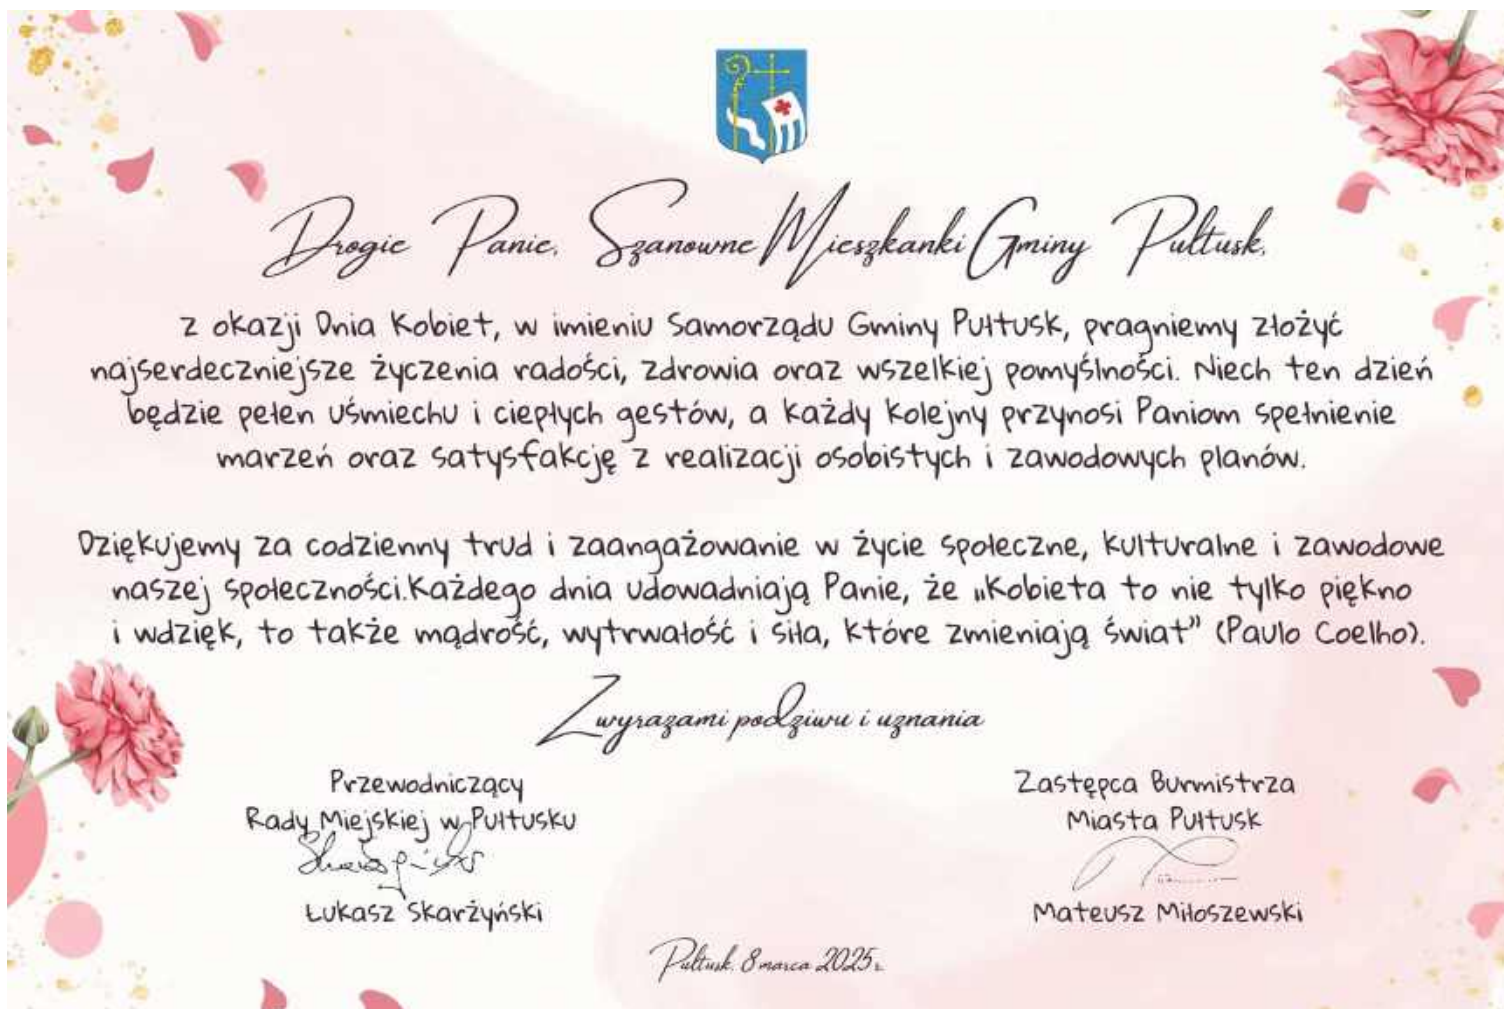 Drogie Panie, Szanowne Mieszkanki Gminy Pułtusk,
z okazji Dnia Kobiet, w imieniu Samorządu Gminy Pułtusk, pragniemy złożyć
najserdeczniejsze życzenia radości, zdrowia oraz wszelkiej pomyślności. Niech ten dzień
będzie pełen uśmiechu i ciepłych gestów, a każdy kolejny przynosi Paniom spełnienie
marzeń oraz satysfakcję z realizacji osobistych i zawodowych planów.
Dziękujemy za codzienny trud i zaangażowanie w życie społeczne, kulturalne i zawodowe
naszej społeczności.Każdego dnia udowadniają Panie, że „Kobieta to nie tylko piękno
i wdzięk, to także mądrość, wytrwałość i siła, które zmieniają świat” (Paulo Coelho).
Z wyrazami podziwu i uznania
Przewodniczący
Rady Miejskiej w Pułtusku
Łukasz Skarżyński
Zastępca Burmistrza
Miasta Pułtusk
Mateusz Miłoszewski
Pułtusk, 8 marca 2025 r.